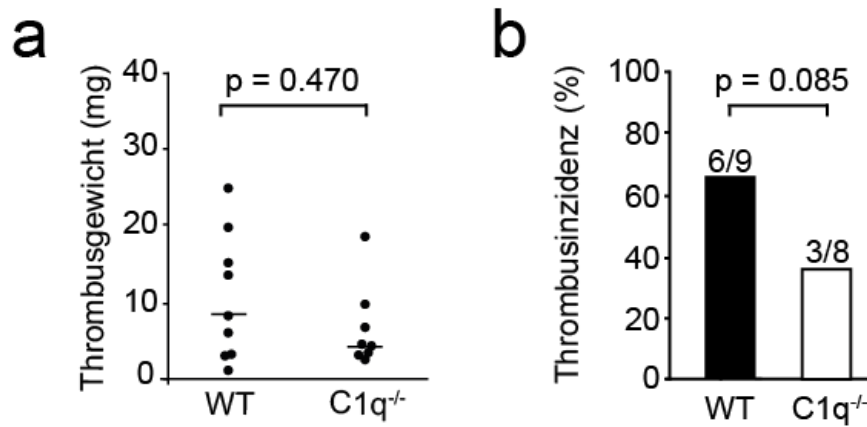 a
Thrombusgewicht (mg)
40
30
20
10
0
p = 0.470
WT
C1q-/-
b
Thrombusinzidenz (%)
100
80
60
40
20
0
p = 0.085
6/9
3/8
WT
C1q-/-